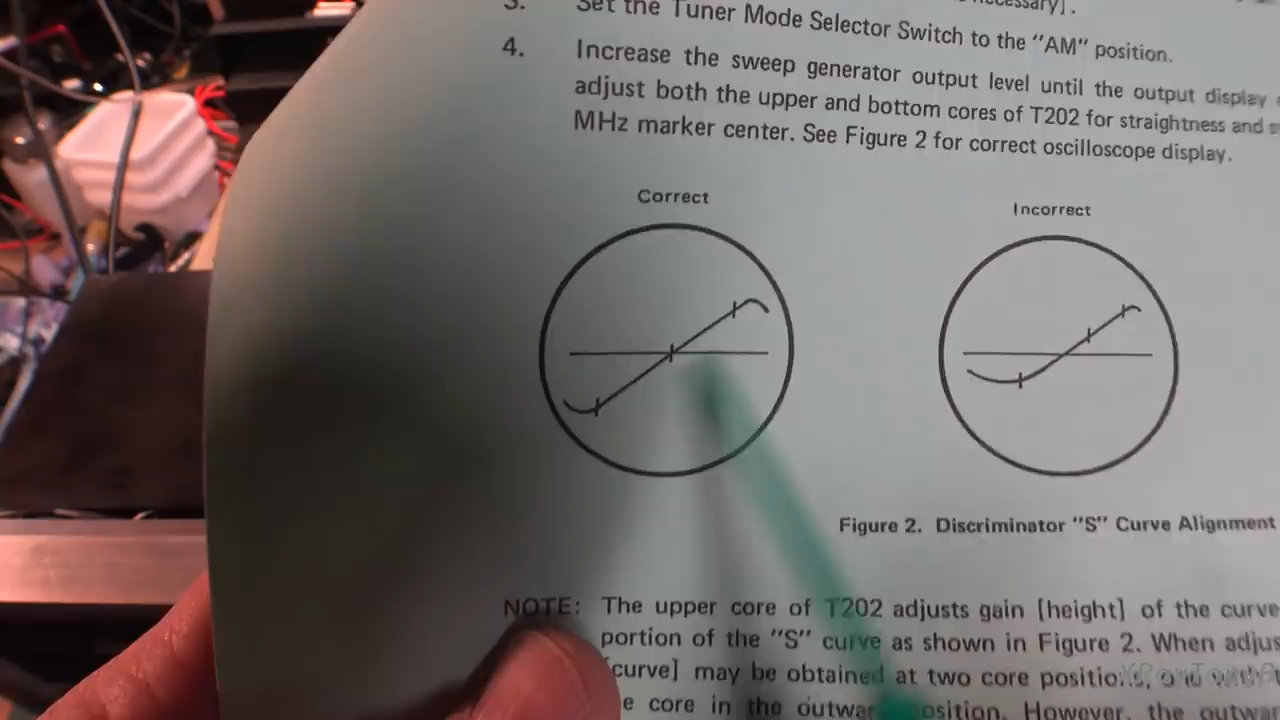 3. Set the Tuner Mode Selector Switch to the "AM" position.
4. Increase the sweep generator output level until the output display
adjust both the upper and bottom cores of T202 for straightness and
MHz marker center. See Figure 2 for correct oscilloscope display.
Correct
Incorrect
Figure 2. Discriminator "S" Curve Alignment
NOTE: The upper core of T202 adjusts gain [height] of the curve
portion of the "S" curve as shown in Figure 2. When
[curve] may be obtained at two core
core in the outward position. However, the